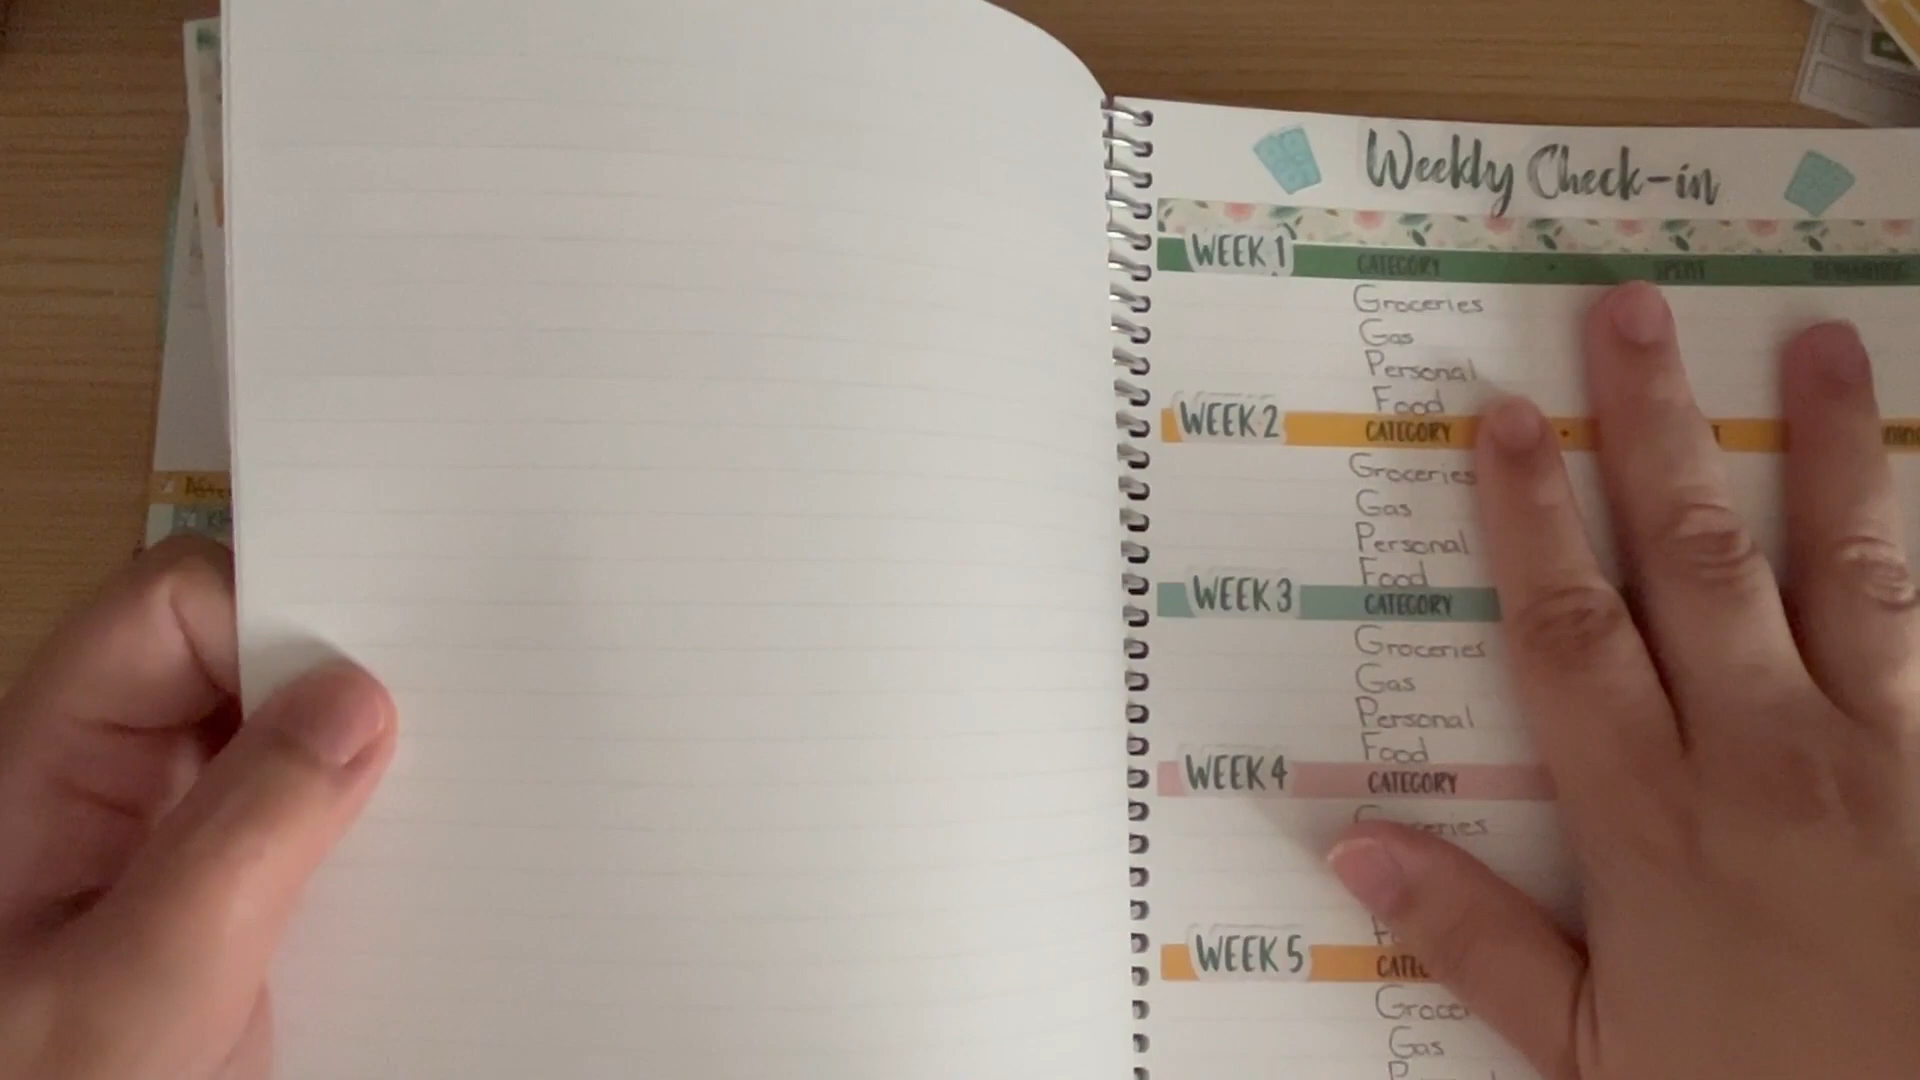 Weekly Check-in
WEEK 1 CATEGORY SPENT REMAINING
Groceries
Gas
Personal
Food
WEEK 2 CATEGORY
Groceries
Gas
Personal
Food
WEEK 3 CATEGORY
Groceries
Gas
Personal
Food
WEEK 4 CATEGORY
WEEK 5
Gas